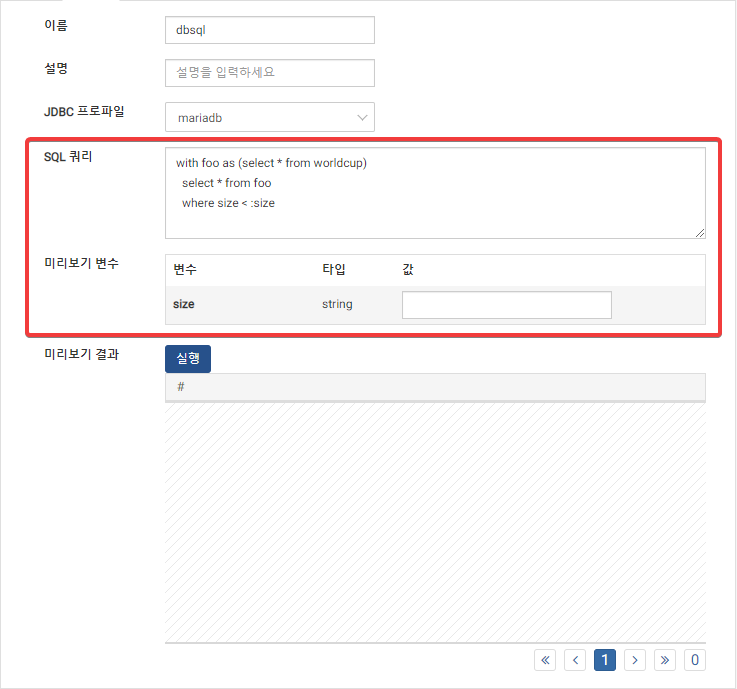 이름 dbsql
설명 설명을 입력하세요
JDBC 프로파일 mariadb
SQL 쿼리
with foo as (select * from worldcup)
select * from foo
where size < :size
미리보기 변수
변수 타입 값
size string
미리보기 결과 실행
#
« < 1 > » 0